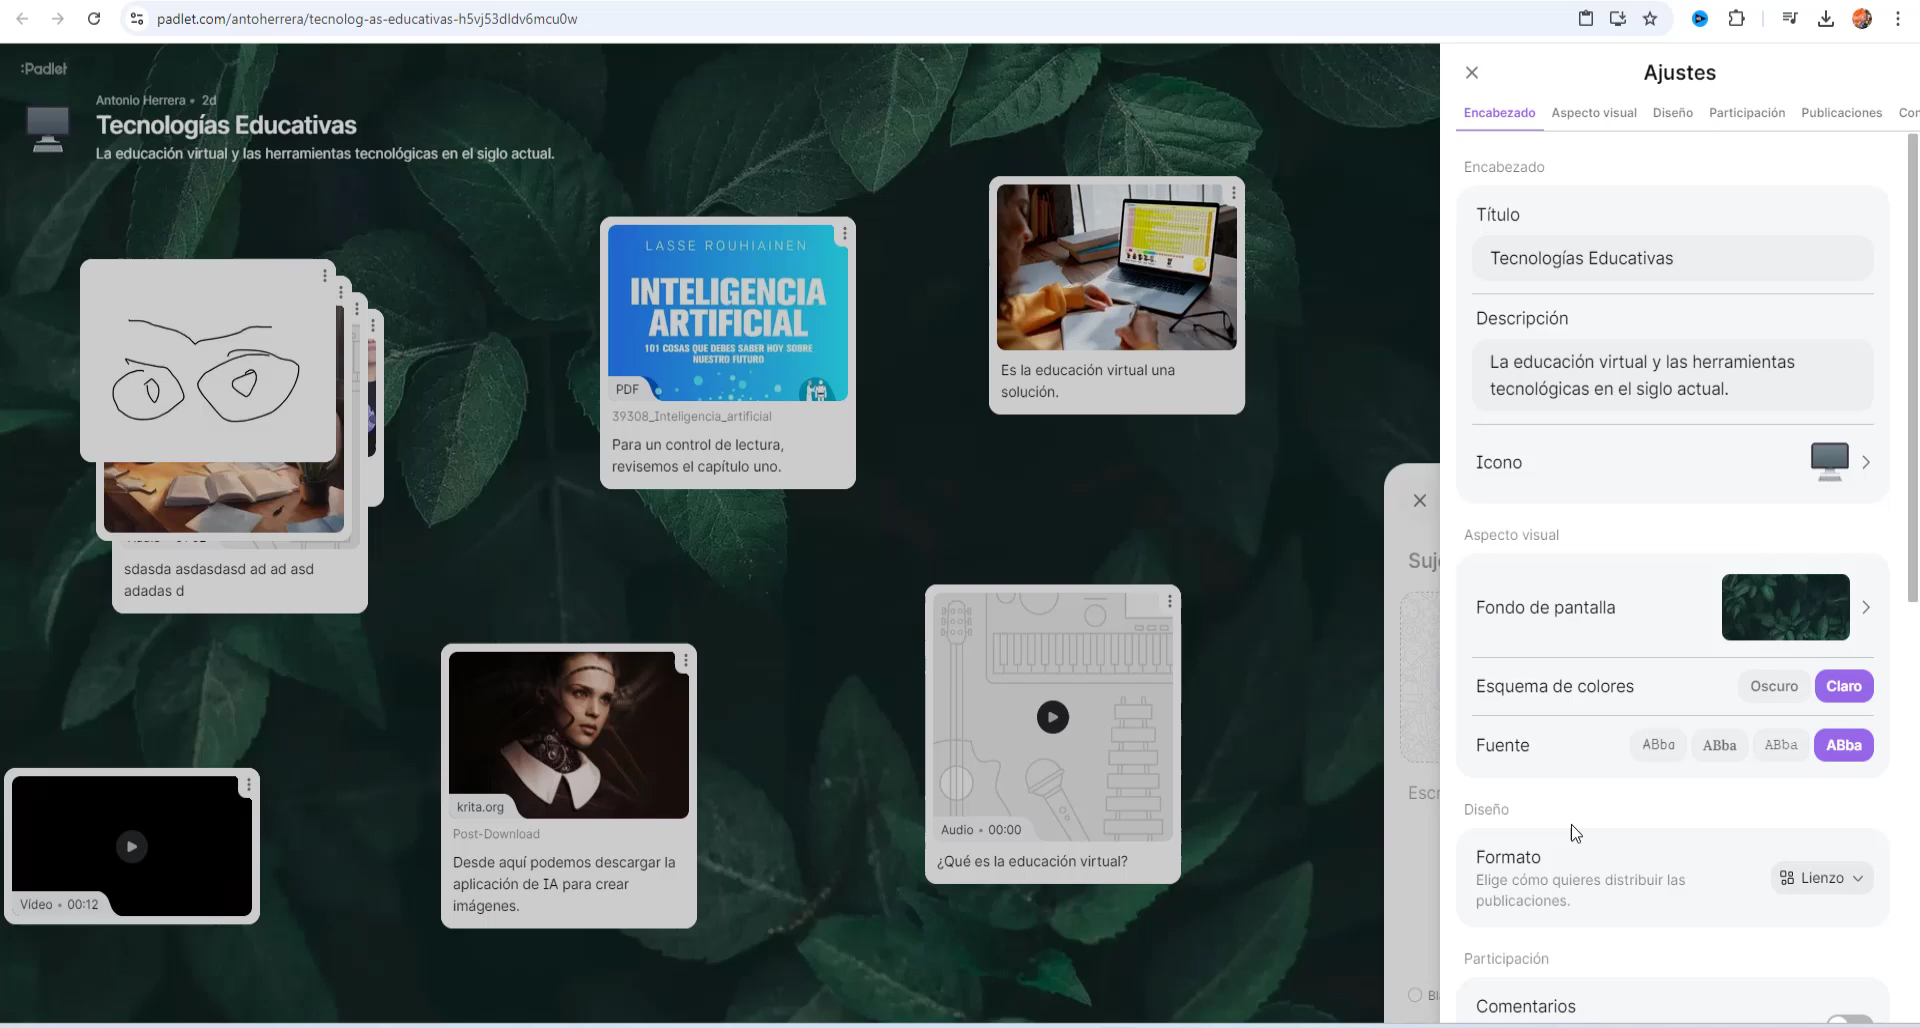 padlet.com/antoherrera/tecnolog-as-educativas-h5vj53dldv6mcu0w
:Padlet
Antonio Herrera • 2d
Tecnologías Educativas
La educación virtual y las herramientas tecnológicas en el siglo actual.
sdasda asdasdasd ad ad asd
adadas d
Vídeo • 00:12
LASSE ROUHIAINEN
INTELIGENCIA
ARTIFICIAL
101 COSAS QUE DEBES SABER HOY SOBRE
NUESTRO FUTURO
PDF
39308_Inteligencia_artificial
Para un control de lectura,
revisemos el capítulo uno.
krita.org
Post-Download
Desde aquí podemos descargar la
aplicación de IA para crear
imágenes.
Es la educación virtual una
solución.
Audio • 00:00
¿Qué es la educación virtual?
Ajustes
Encabezado Aspecto visual Diseño Participación Publicaciones
Encabezado
Título
Tecnologías Educativas
Descripción
La educación virtual y las herramientas
tecnológicas en el siglo actual.
Icono
Aspecto visual
Fondo de pantalla
Esquema de colores Oscuro Claro
Fuente ABba ABba ABba ABba
Diseño
Formato
Elige cómo quieres distribuir las
publicaciones.
Lienzo
Participación
Comentarios